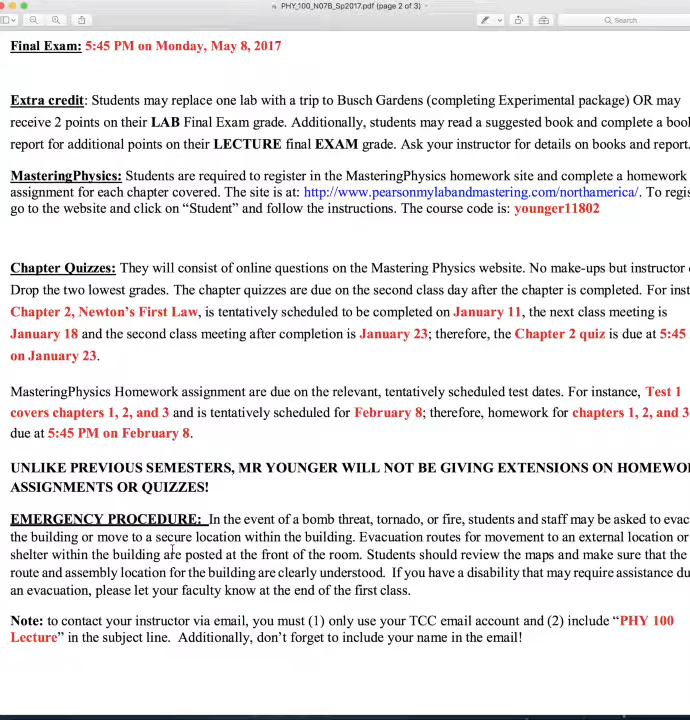 PHY_100_N07B_Sp2017.pdf (page 2 of 3)
Search
Final Exam: 5:45 PM on Monday, May 8, 2017
Extra credit: Students may replace one lab with a trip to Busch Gardens (completing Experimental package) OR may
receive 2 points on their LAB Final Exam grade. Additionally, students may read a suggested book and complete a
report for additional points on their LECTURE final EXAM grade. Ask your instructor for details on books and report.
MasteringPhysics: Students are required to register in the MasteringPhysics homework site and complete a homework
assignment for each chapter covered. The site is at: http://www.pearsonmylabandmastering.com/northamerica/. To
go to the website and click on “Student” and follow the instructions. The course code is: younger11802
Chapter Quizzes: They will consist of online questions on the Mastering Physics website. No make-ups but instructor
Drop the two lowest grades. The chapter quizzes are due on the second class day after the chapter is completed. For
Chapter 2, Newton’s First Law, is tentatively scheduled to be completed on January 11, the next class meeting is
January 18 and the second class meeting after completion is January 23; therefore, the Chapter 2 quiz is due at 5:45
on January 23.
MasteringPhysics Homework assignment are due on the relevant, tentatively scheduled test dates. For instance, Test 1
covers chapters 1, 2, and 3 and is tentatively scheduled for February 8; therefore, homework for chapters 1, 2, and 3
due at 5:45 PM on February 8.
UNLIKE PREVIOUS SEMESTERS, MR YOUNGER WILL NOT BE GIVING EXTENSIONS ON
ASSIGNMENTS OR QUIZZES!
EMERGENCY PROCEDURE: In the event of a bomb threat, tornado, or fire, students and staff may be asked to
the building or move to a secure location within the building. Evacuation routes for movement to an external location or
shelter within the building are posted at the front of the room. Students should review the maps and make sure that the
route and assembly location for the building are clearly understood. If you have a disability that may require assistance
an evacuation, please let your faculty know at the end of the first class.
Note: to contact your instructor via email, you must (1) only use your TCC email account and (2) include “PHY 100
Lecture” in the subject line. Additionally, don’t forget to include your name in the email!